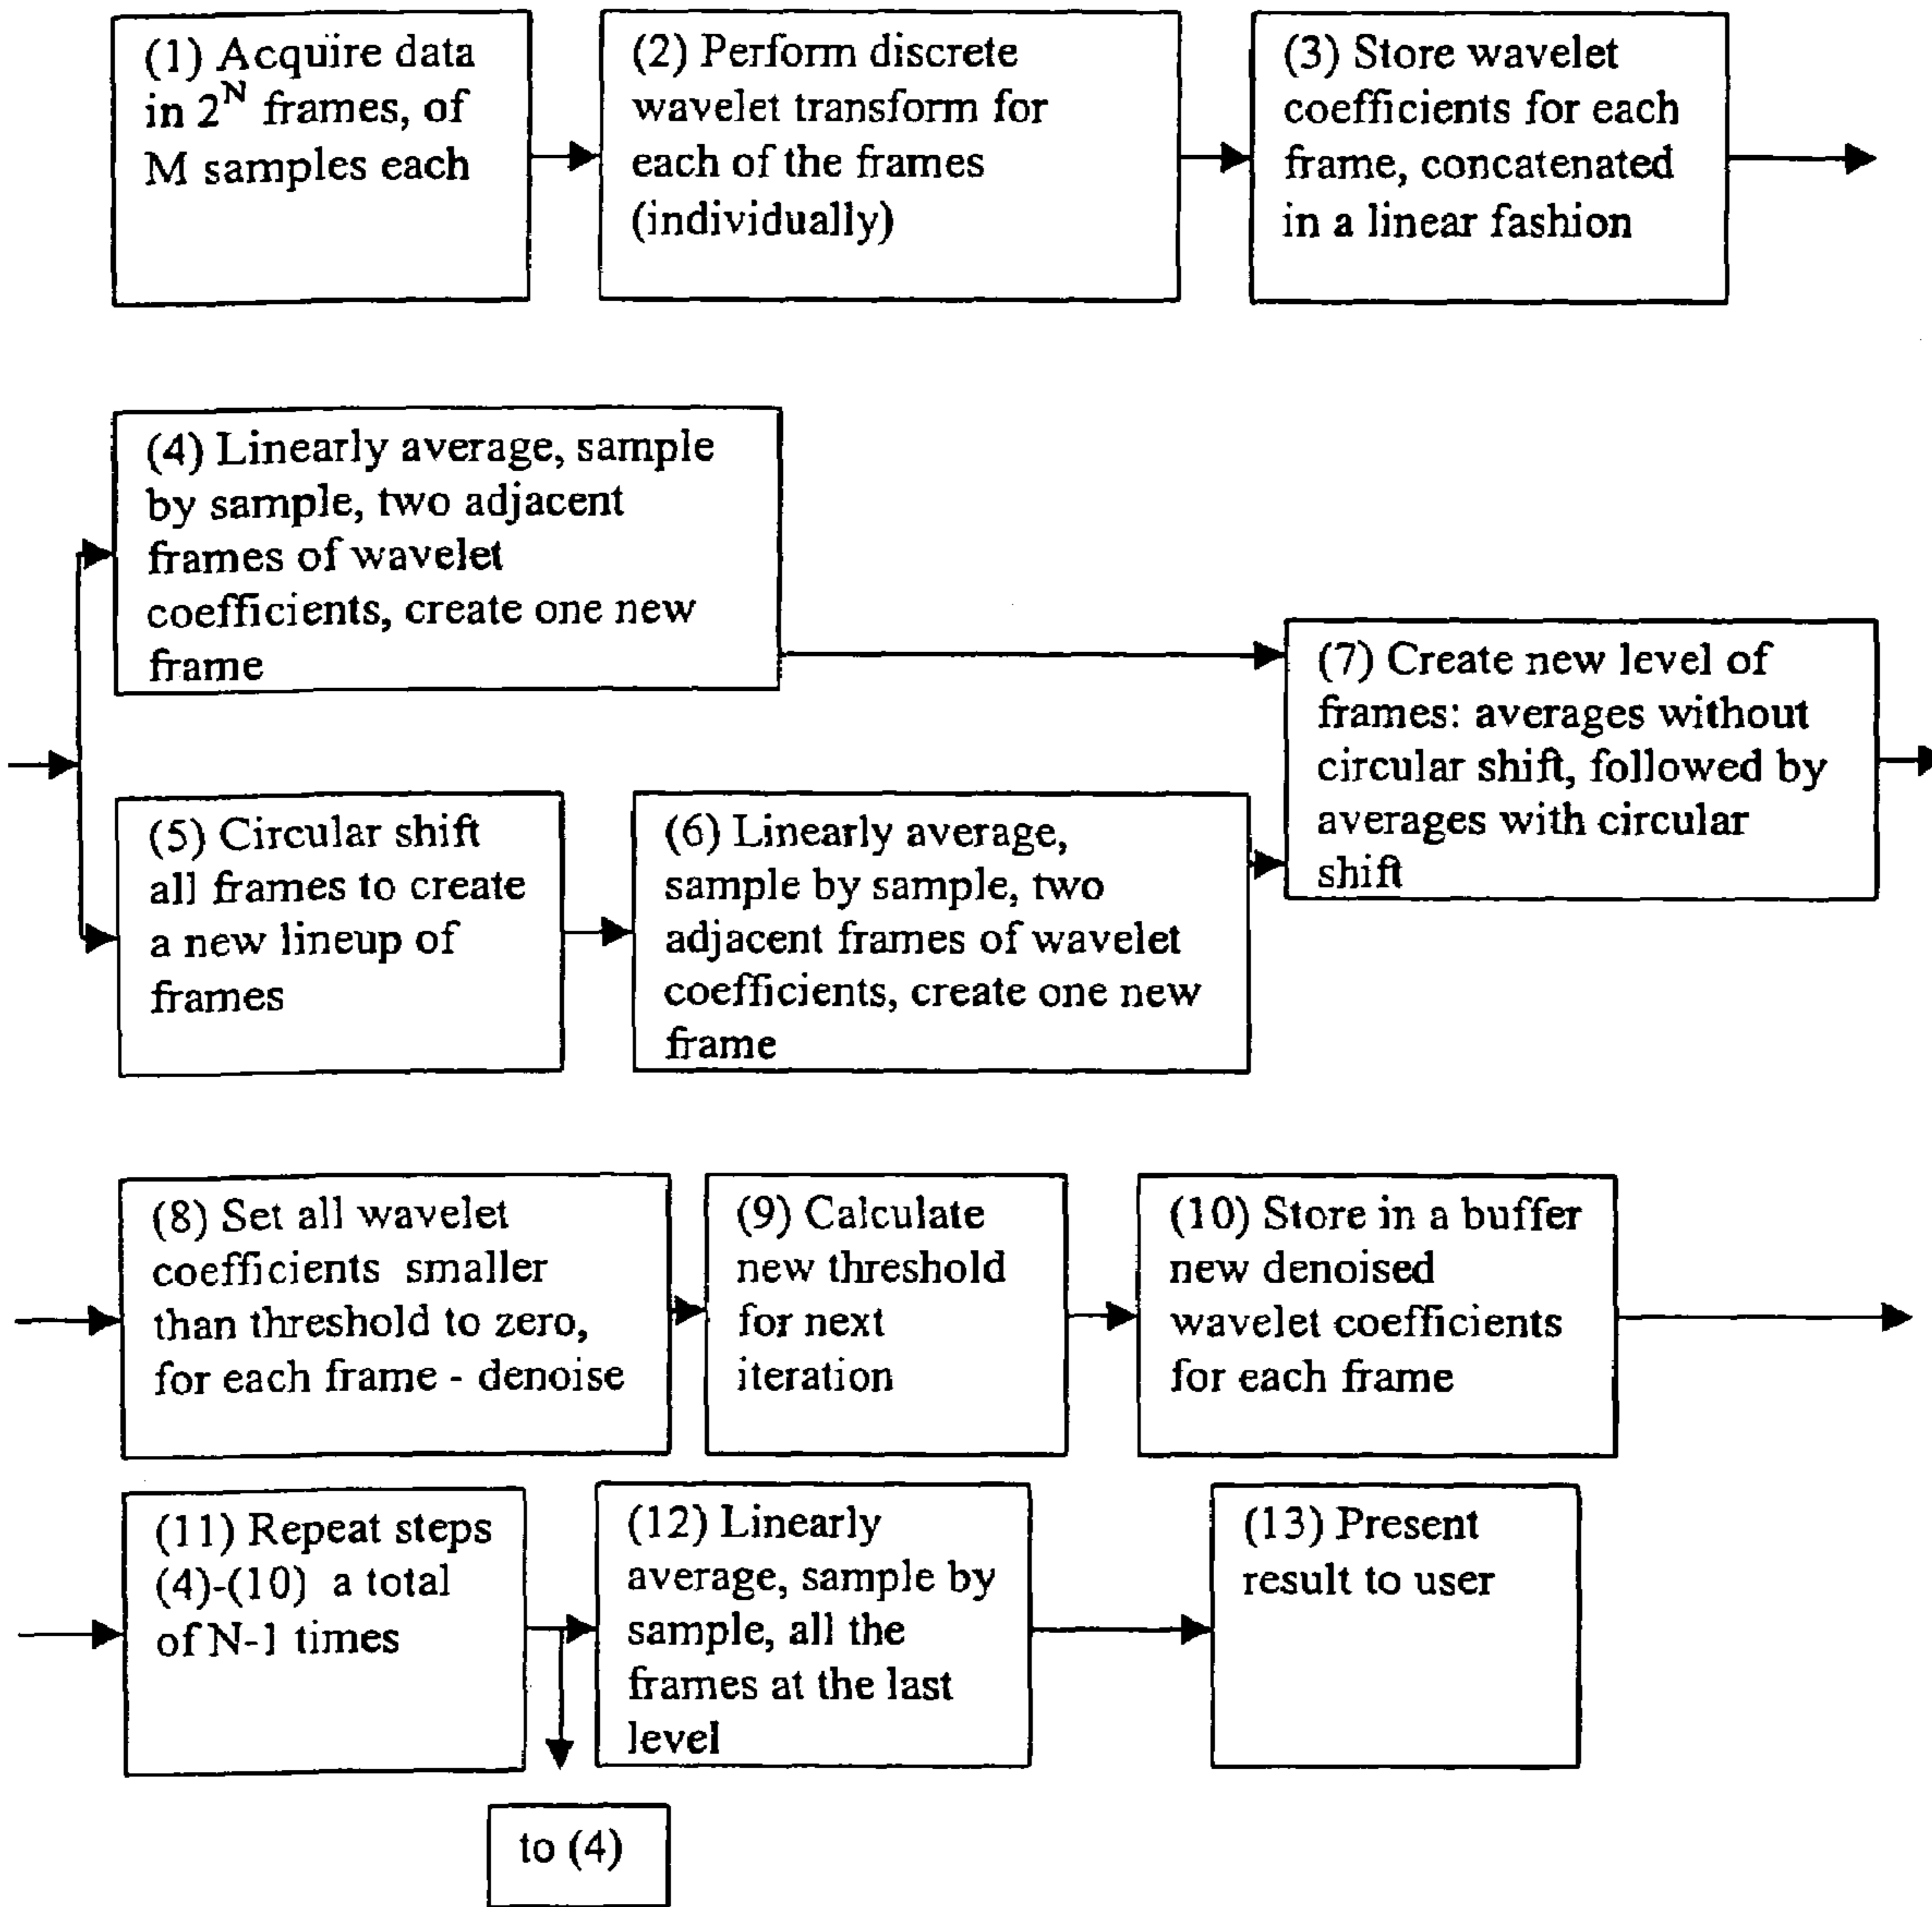 (1) Acquire data
in 2^N frames, of
M samples each
(2) Perform discrete
wavelet transform for
each of the frames
(individually)
(3) Store wavelet
coefficients for each
frame, concatenated
in a linear fashion
(4) Linearly average, sample
by sample, two adjacent
frames of wavelet
coefficients, create one new
frame
(5) Circular shift
all frames to create
a new lineup of
frames
(6) Linearly average,
sample by sample, two
adjacent frames of wavelet
coefficients, create one new
frame
(7) Create new level of
frames: averages without
circular shift, followed by
averages with circular
shift
(8) Set all wavelet
coefficients smaller
than threshold to zero,
for each frame - denoise
(9) Calculate
new threshold
for next
iteration
(10) Store in a buffer
new denoised
wavelet coefficients
for each frame
(11) Repeat steps
(4)-(10) a total
of N-1 times
(12) Linearly
average, sample by
sample, all the
frames at the last
level
(13) Present
result to user
to (4)